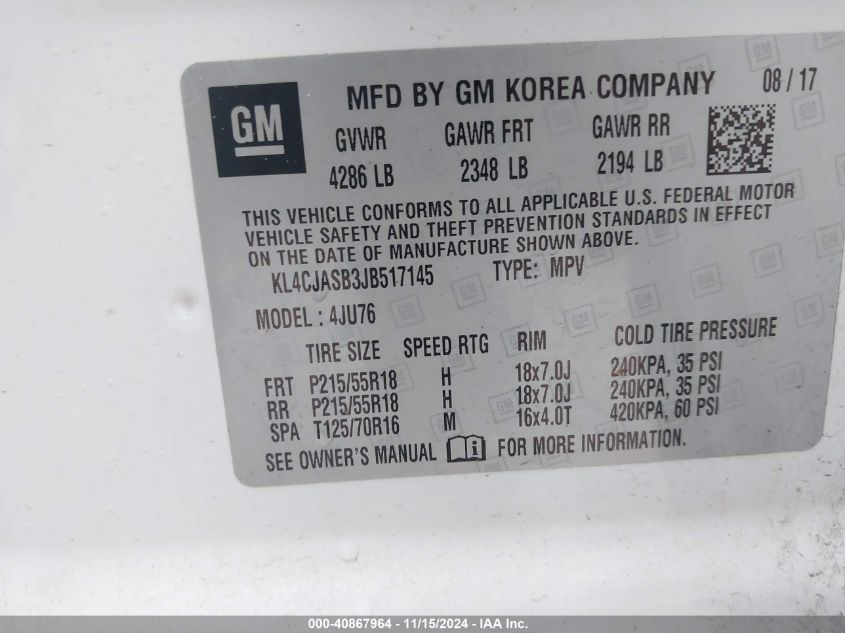 GM
MFD BY GM KOREA COMPANY 08 / 17
GVWR GAWR FRT GAWR RR
4286 LB 2348 LB 2194 LB
THIS VEHICLE CONFORMS TO ALL APPLICABLE U.S. FEDERAL MOTOR
VEHICLE SAFETY AND THEFT PREVENTION STANDARDS IN EFFECT
ON THE DATE OF MANUFACTURE SHOWN ABOVE.
KL4CJASB3JB517145 TYPE: MPV
MODEL : 4JU76
TIRE SIZE SPEED RTG RIM COLD TIRE PRESSURE
FRT P215/55R18 H 18x7.0J 240KPA, 35 PSI
RR P215/55R18 H 18x7.0J 240KPA, 35 PSI
SPA T125/70R16 M 16x4.0T 420KPA, 60 PSI
SEE OWNER'S MANUAL FOR MORE INFORMATION.
000-40867964 - 11/15/2024 - IAA Inc.